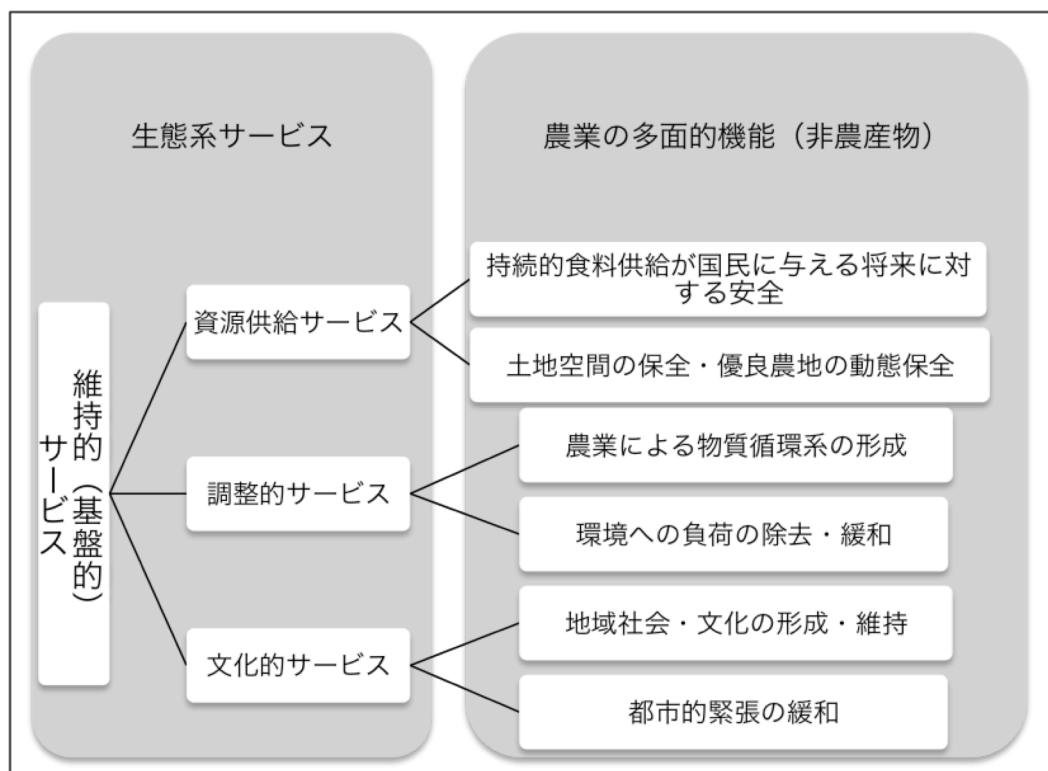 生態系サービス
農業の多面的機能（非農産物）
維持的（基盤的）
サービス
資源供給サービス
調整的サービス
文化的サービス
持続的食料供給が国民に与える将来に対
する安全
土地空間の保全・優良農地の動態保全
農業による物質循環系の形成
環境への負荷の除去・緩和
地域社会・文化の形成・維持
都市的緊張の緩和